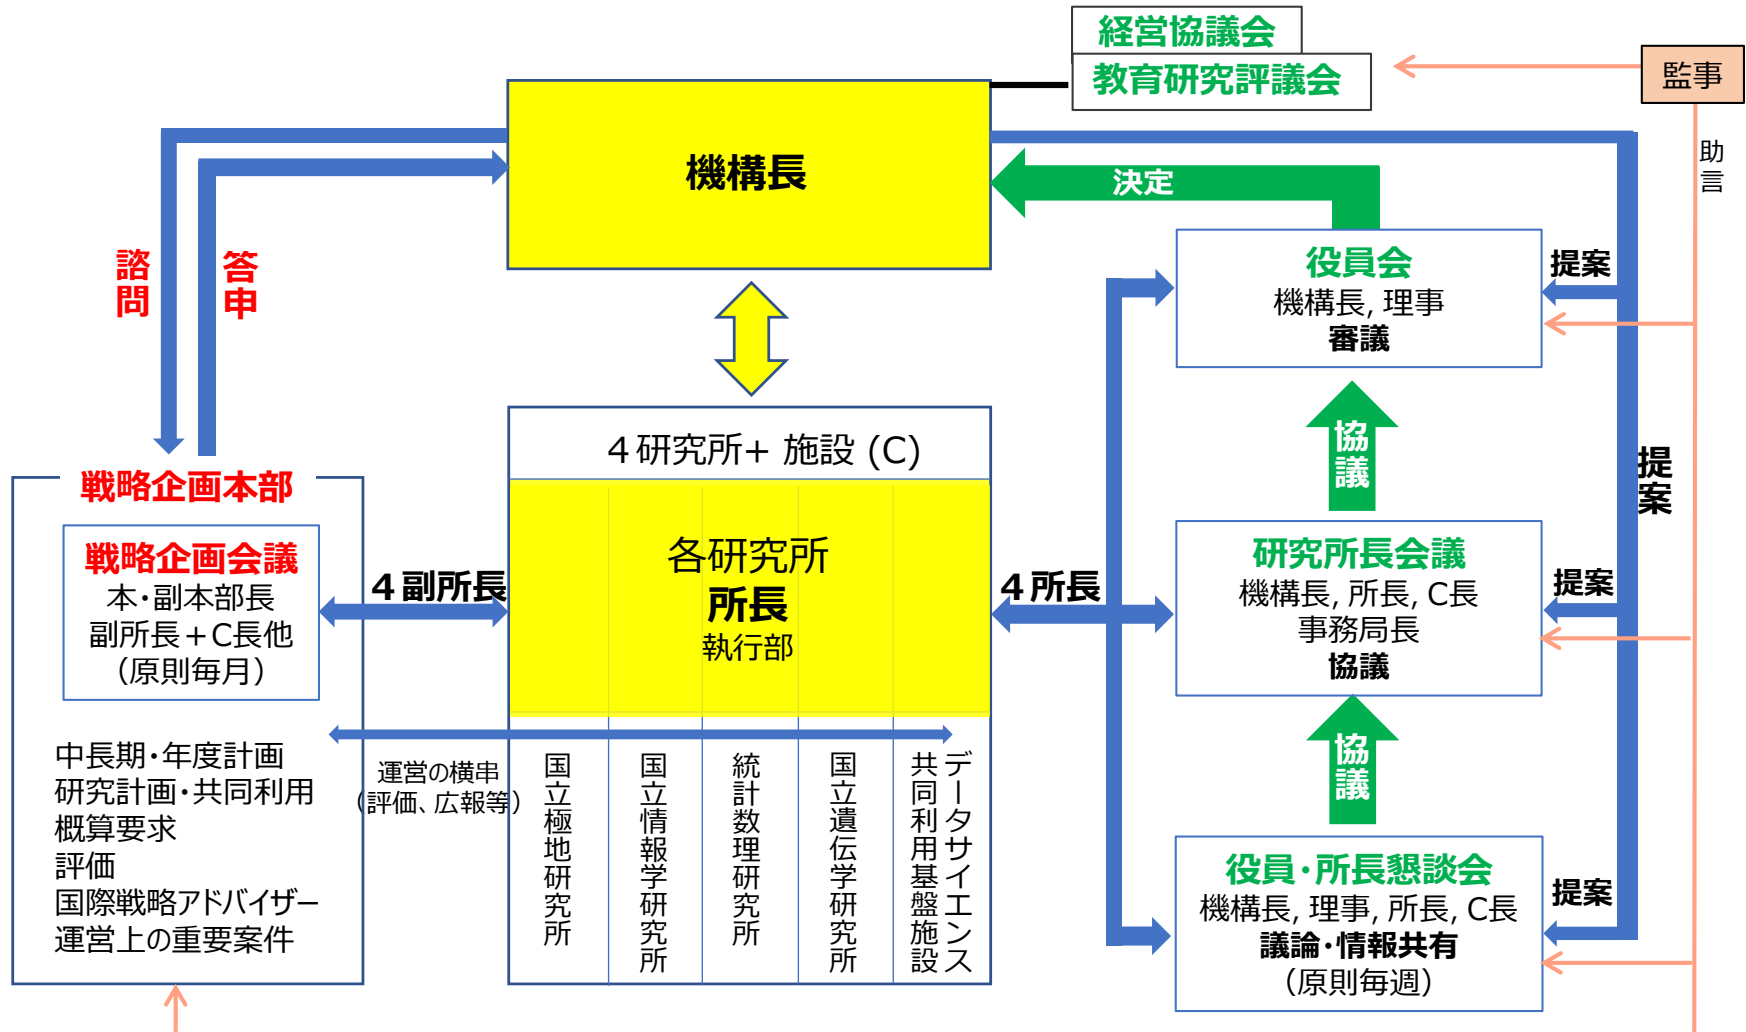 経営協議会
教育研究評議会
監事
助言
機構長
決定
諮問
答申
役員会
機構長, 理事
審議
提案
協議
４研究所+ 施設 (C)
戦略企画本部
戦略企画会議
本・副本部長
副所長＋C長他
（原則毎月）
４副所長
各研究所
所長
執行部
４所長
研究所長会議
機構長, 所長, C長
事務局長
協議
提案
提案
中長期・年度計画
研究計画・共同利用
概算要求
評価
国際戦略アドバイザー
運営上の重要案件
運営の横串
（評価、広報等）
国立極地研究所
国立情報学研究所
統計数理研究所
国立遺伝学研究所
データサイエンス
共同利用基盤施設
協議
役員・所長懇談会
機構長, 理事, 所長, C長
議論・情報共有
（原則毎週）
提案